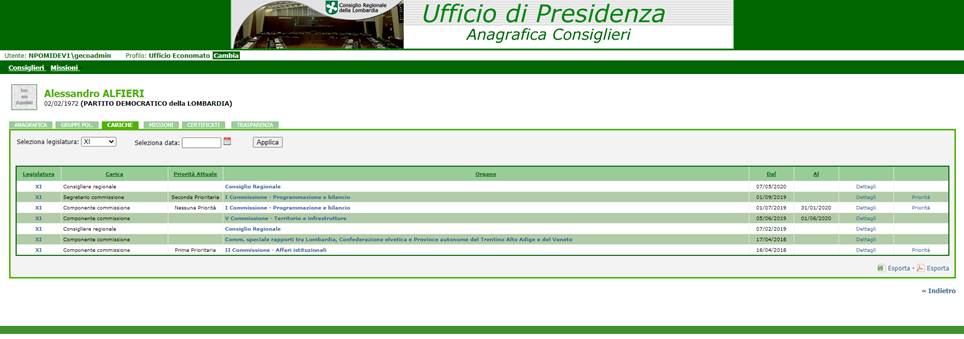 Consiglio Regionale
della Lombardia
Ufficio di Presidenza
Anagrafica Consiglieri
Utente: NPOMIDEV1\gecoadmin Profilo: Ufficio Economato Cambia
Consiglieri Missioni
Alessandro ALFIERI
02/02/1972 (PARTITO DEMOCRATICO della LOMBARDIA)
ANAGRAFICA GRUPPI POL. CARICHE MISSIONI CERTIFICATI TRASPARENZA
Seleziona legislatura: XI Seleziona data: Applica
Legislatura Carica Priorità Attuale Organo Dal Al
XI Consigliere regionale Consiglio Regionale 07/05/2020 Dettagli
XI Segretario commissione Seconda Prioritaria I Commissione - Programmazione e bilancio 01/09/2019 Dettagli Priorità
XI Componente commissione Nessuna Priorità I Commissione - Programmazione e bilancio 01/07/2019 31/01/2020 Dettagli Priorità
XI Componente commissione V Commissione - Territorio e infrastrutture 05/06/2019 01/06/2020 Dettagli
XI Consigliere regionale Consiglio Regionale 07/02/2019 Dettagli
XI Componente commissione Comm. speciale rapporti tra Lombardia, Confederazione elvetica e Province autonome del Trentino Alto Adige e del Veneto 17/04/2018 Dettagli
XI Componente commissione Prima Prioritaria II Commissione - Affari istituzionali 16/04/2018 Dettagli Priorità
Esporta - Esporta
« Indietro